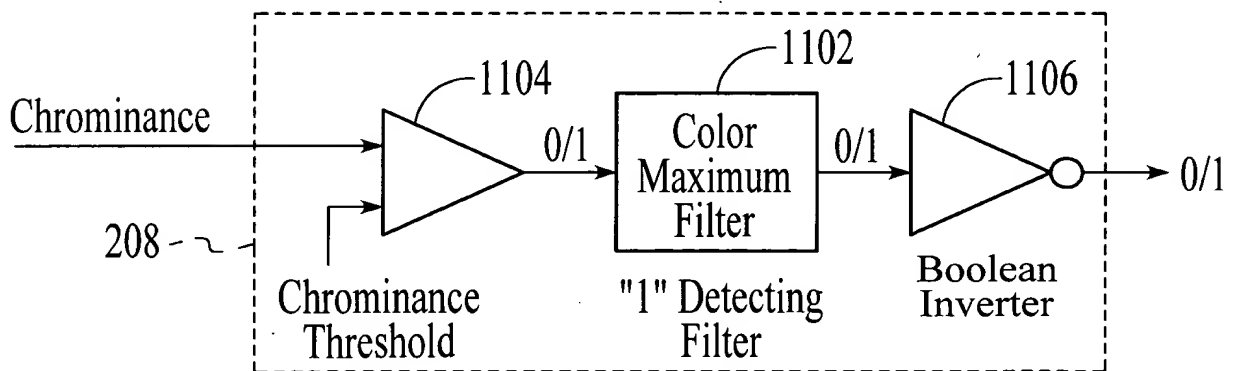 1102
1104
1106
Chrominance
0/1
Color
Maximum
Filter
0/1
0/1
208
Chrominance
Threshold
"1" Detecting
Filter
Boolean
Inverter